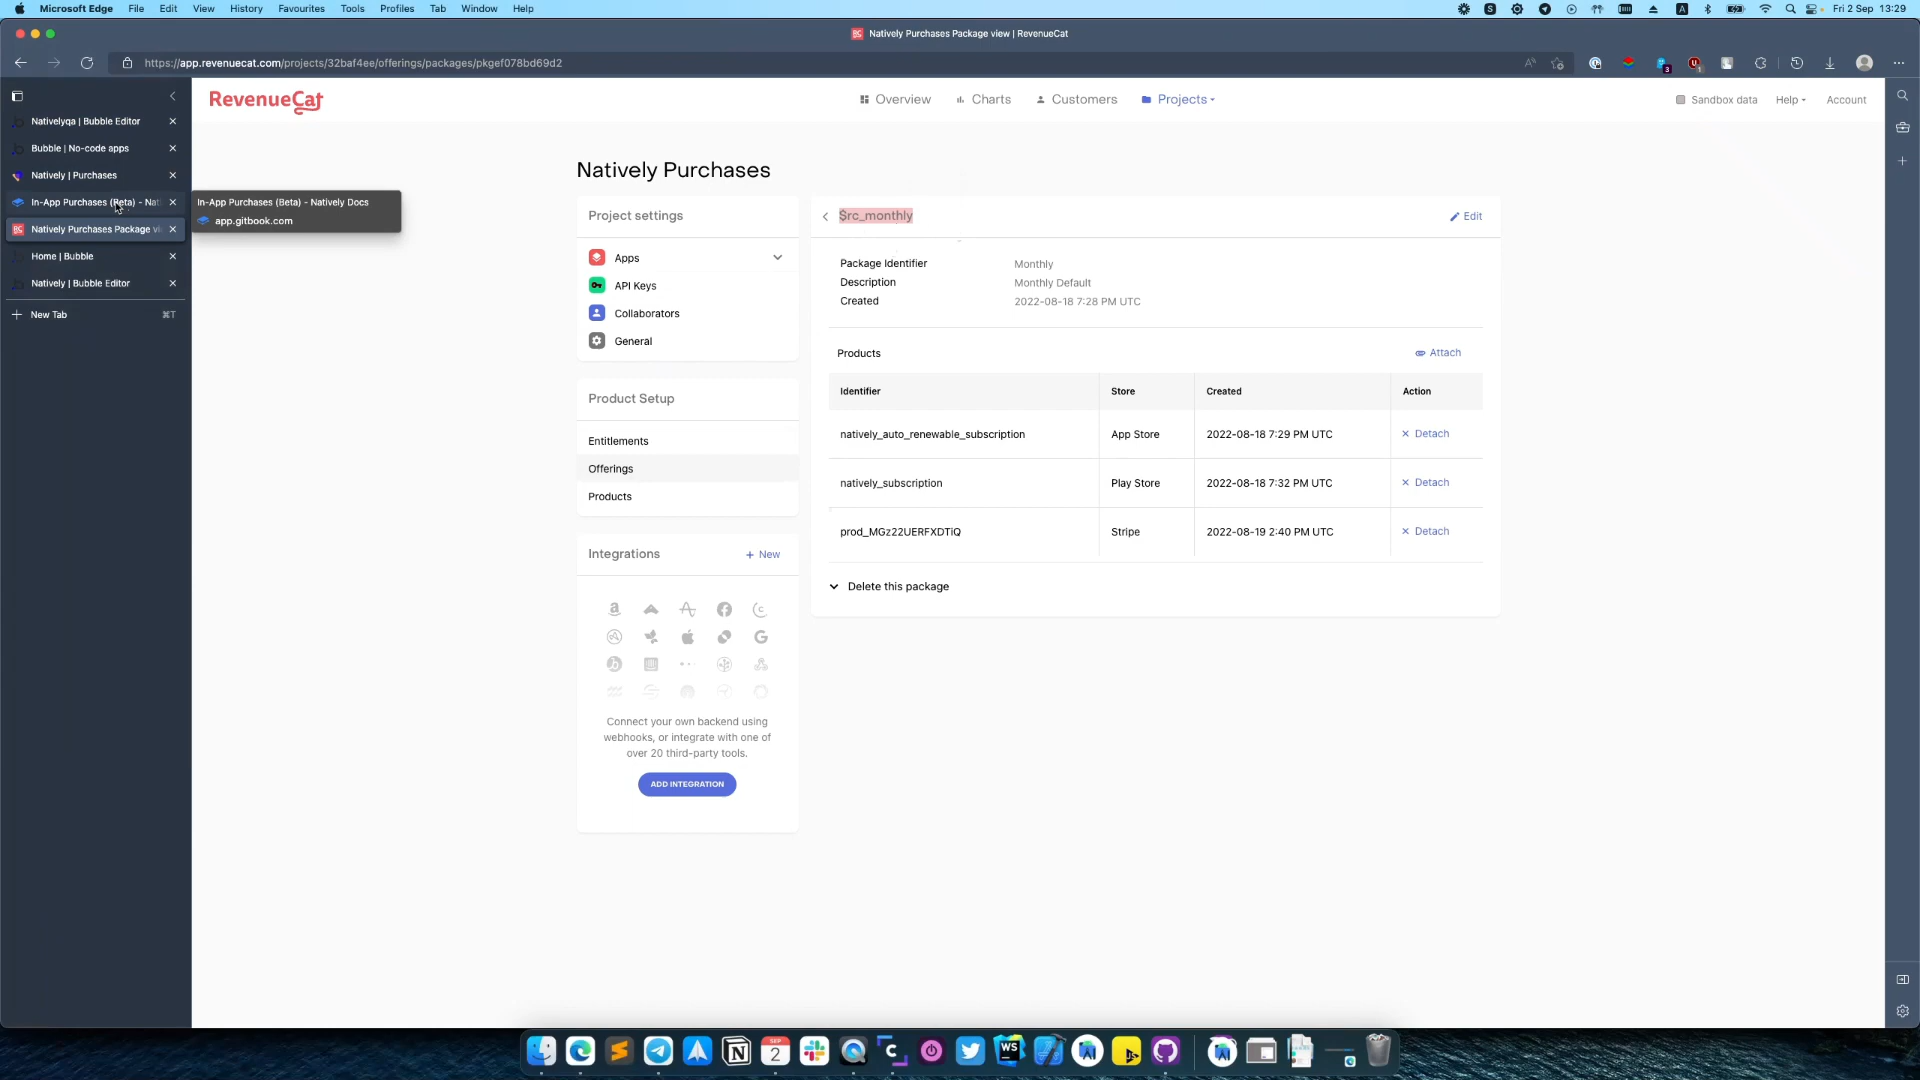 Microsoft Edge File Edit View History Favourites Tools Profiles Tab Window Help
Fri 2 Sep 13:29
Natively Purchases Package view | RevenueCat
https://app.revenuecat.com/projects/32baf4ee/offerings/packages/pkgef078bd69d2
Nativelyqa | Bubble Editor
Bubble | No-code apps
Natively | Purchases
In-App Purchases (Beta) - Nat
Natively Purchases Package vi
Home | Bubble
Natively | Bubble Editor
New Tab ⌘T
In-App Purchases (Beta) - Natively Docs
app.gitbook.com
RevenueCat
Overview Charts Customers Projects
Sandbox data Help Account
Natively Purchases
Project settings
Apps
API Keys
Collaborators
General
Product Setup
Entitlements
Offerings
Products
Integrations + New
Connect your own backend using
webhooks, or integrate with one of
over 20 third-party tools.
ADD INTEGRATION
$rc_monthly Edit
Package Identifier Monthly
Description Monthly Default
Created 2022-08-18 7:28 PM UTC
Products Attach
Identifier Store Created Action
natively_auto_renewable_subscription App Store 2022-08-18 7:29 PM UTC Detach
natively_subscription Play Store 2022-08-18 7:32 PM UTC Detach
prod_MGz22UERFXDTiQ Stripe 2022-08-19 2:40 PM UTC Detach
Delete this package
SEP
2
WS